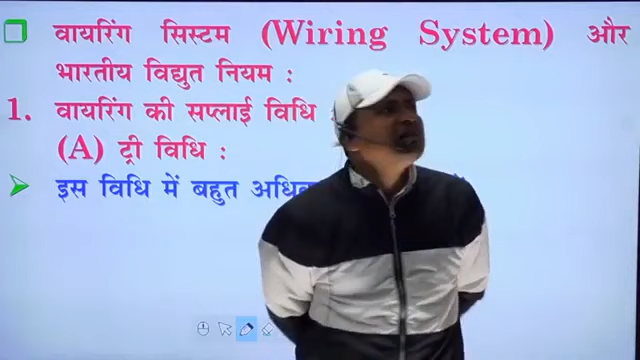 वायरिंग सिस्टम (Wiring System) और
भारतीय विद्युत नियम :
1. वायरिंग की सप्लाई विधि :
(A) ट्री विधि :
इस विधि में बहुत